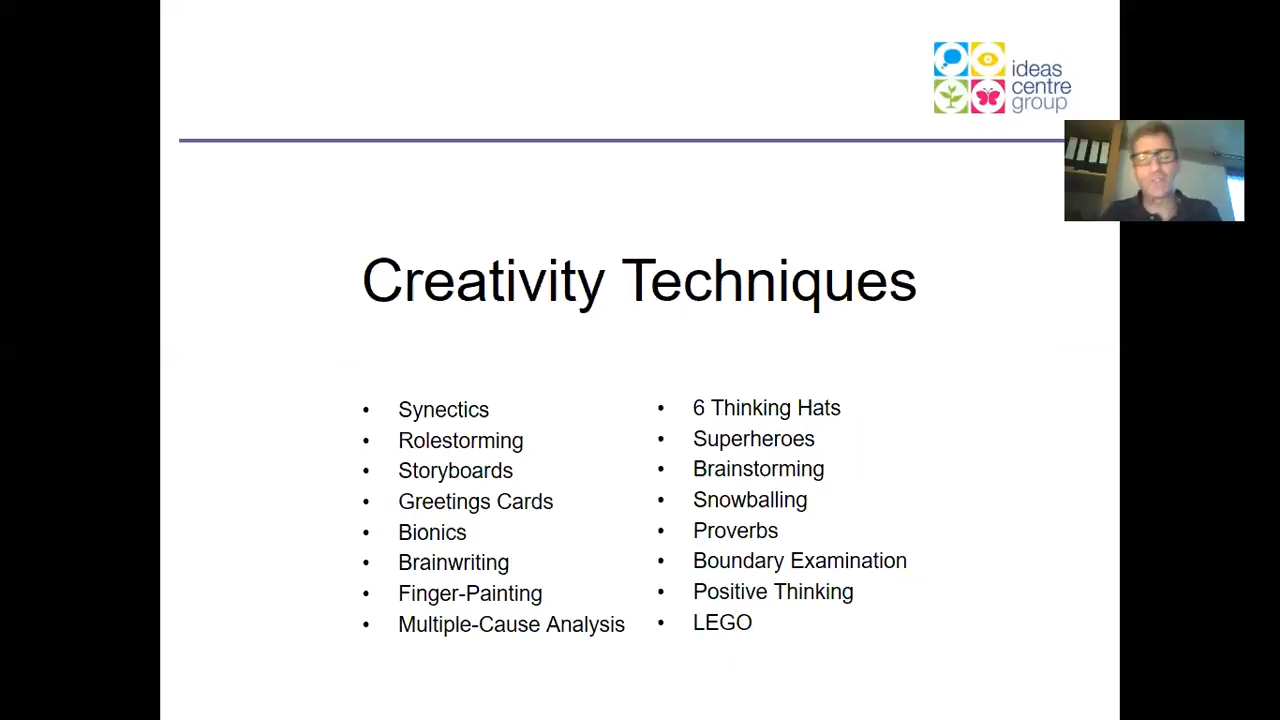 ideas
centre
group
Creativity Techniques
• Synectics
• Rolestorming
• Storyboards
• Greetings Cards
• Bionics
• Brainwriting
• Finger-Painting
• Multiple-Cause Analysis
• 6 Thinking Hats
• Superheroes
• Brainstorming
• Snowballing
• Proverbs
• Boundary Examination
• Positive Thinking
• LEGO